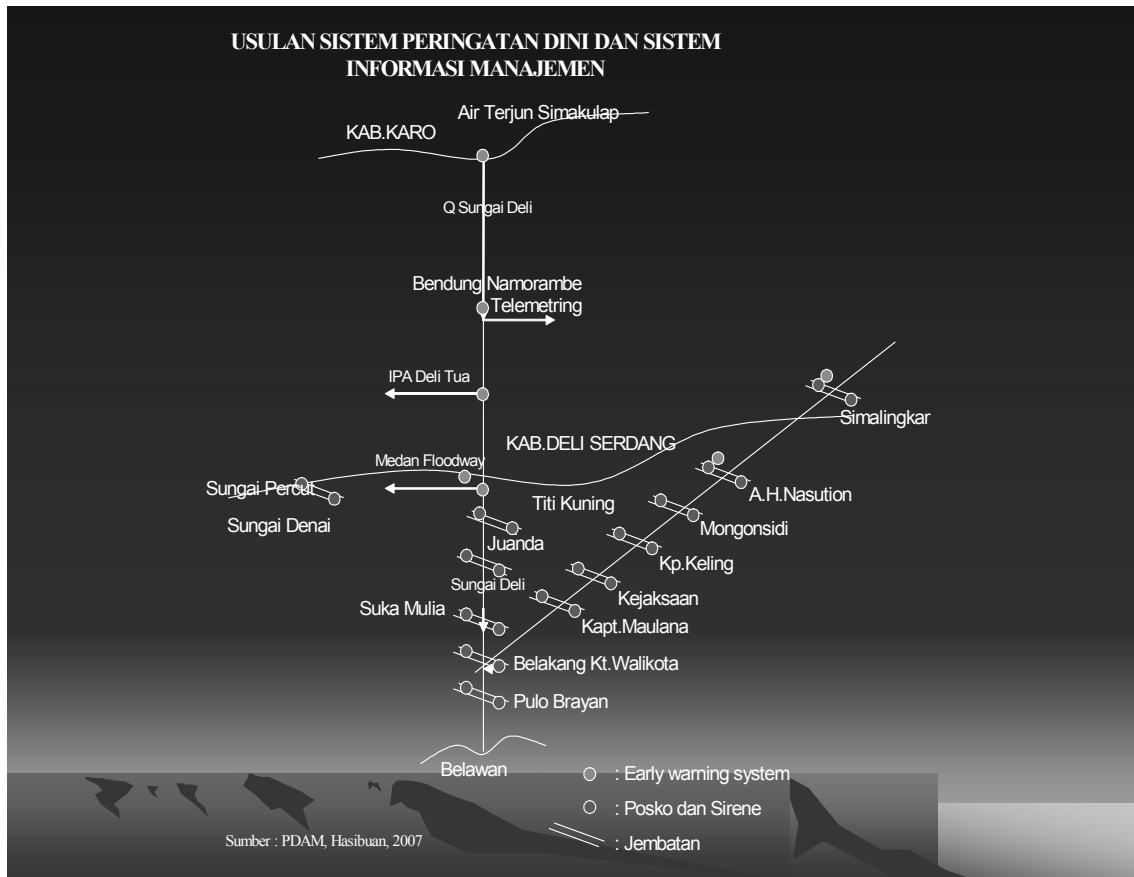 USULAN SISTEM PERINGATAN DINI DAN SISTEM
INFORMASI MANAJEMEN
Air Terjun Simakulap
KAB.KARO
Q Sungai Deli
Bendung Namorambe
Telemetring
IPA Deli Tua
Simalingkar
KAB.DELI SERDANG
Medan Floodway
Sungai Percut
A.H.Nasution
Titi Kuning
Sungai Denai
Mongonsidi
Juanda
Kp.Keling
Sungai Deli
Kejaksaan
Suka Mulia
Kapt.Maulana
Belakang Kt.Walikota
Pulo Brayan
Belawan
: Early warning system
: Posko dan Sirene
Sumber : PDAM, Hasibuan, 2007
: Jembatan